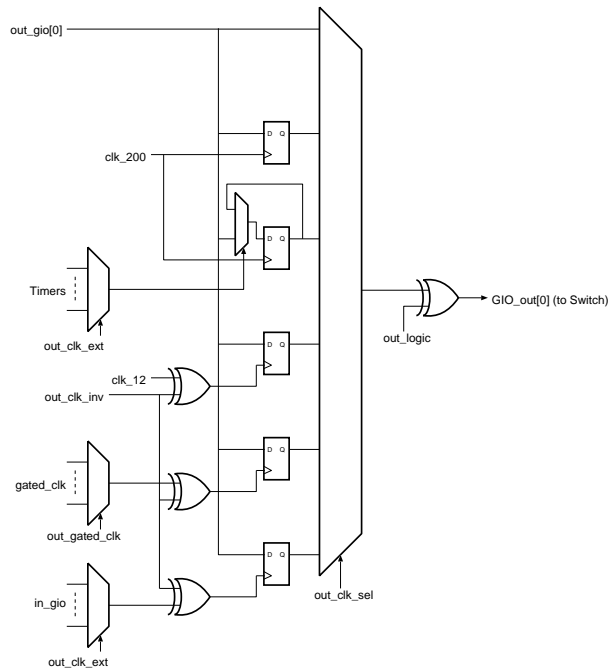 out_gio[0]
D Q
clk_200
D Q
Timers
GIO_out[0] (to Switch)
out_clk_ext
out_logic
D Q
clk_12
out_clk_inv
D Q
gated_clk
out_gated_clk
D Q
out_clk_sel
in_gio
out_clk_ext